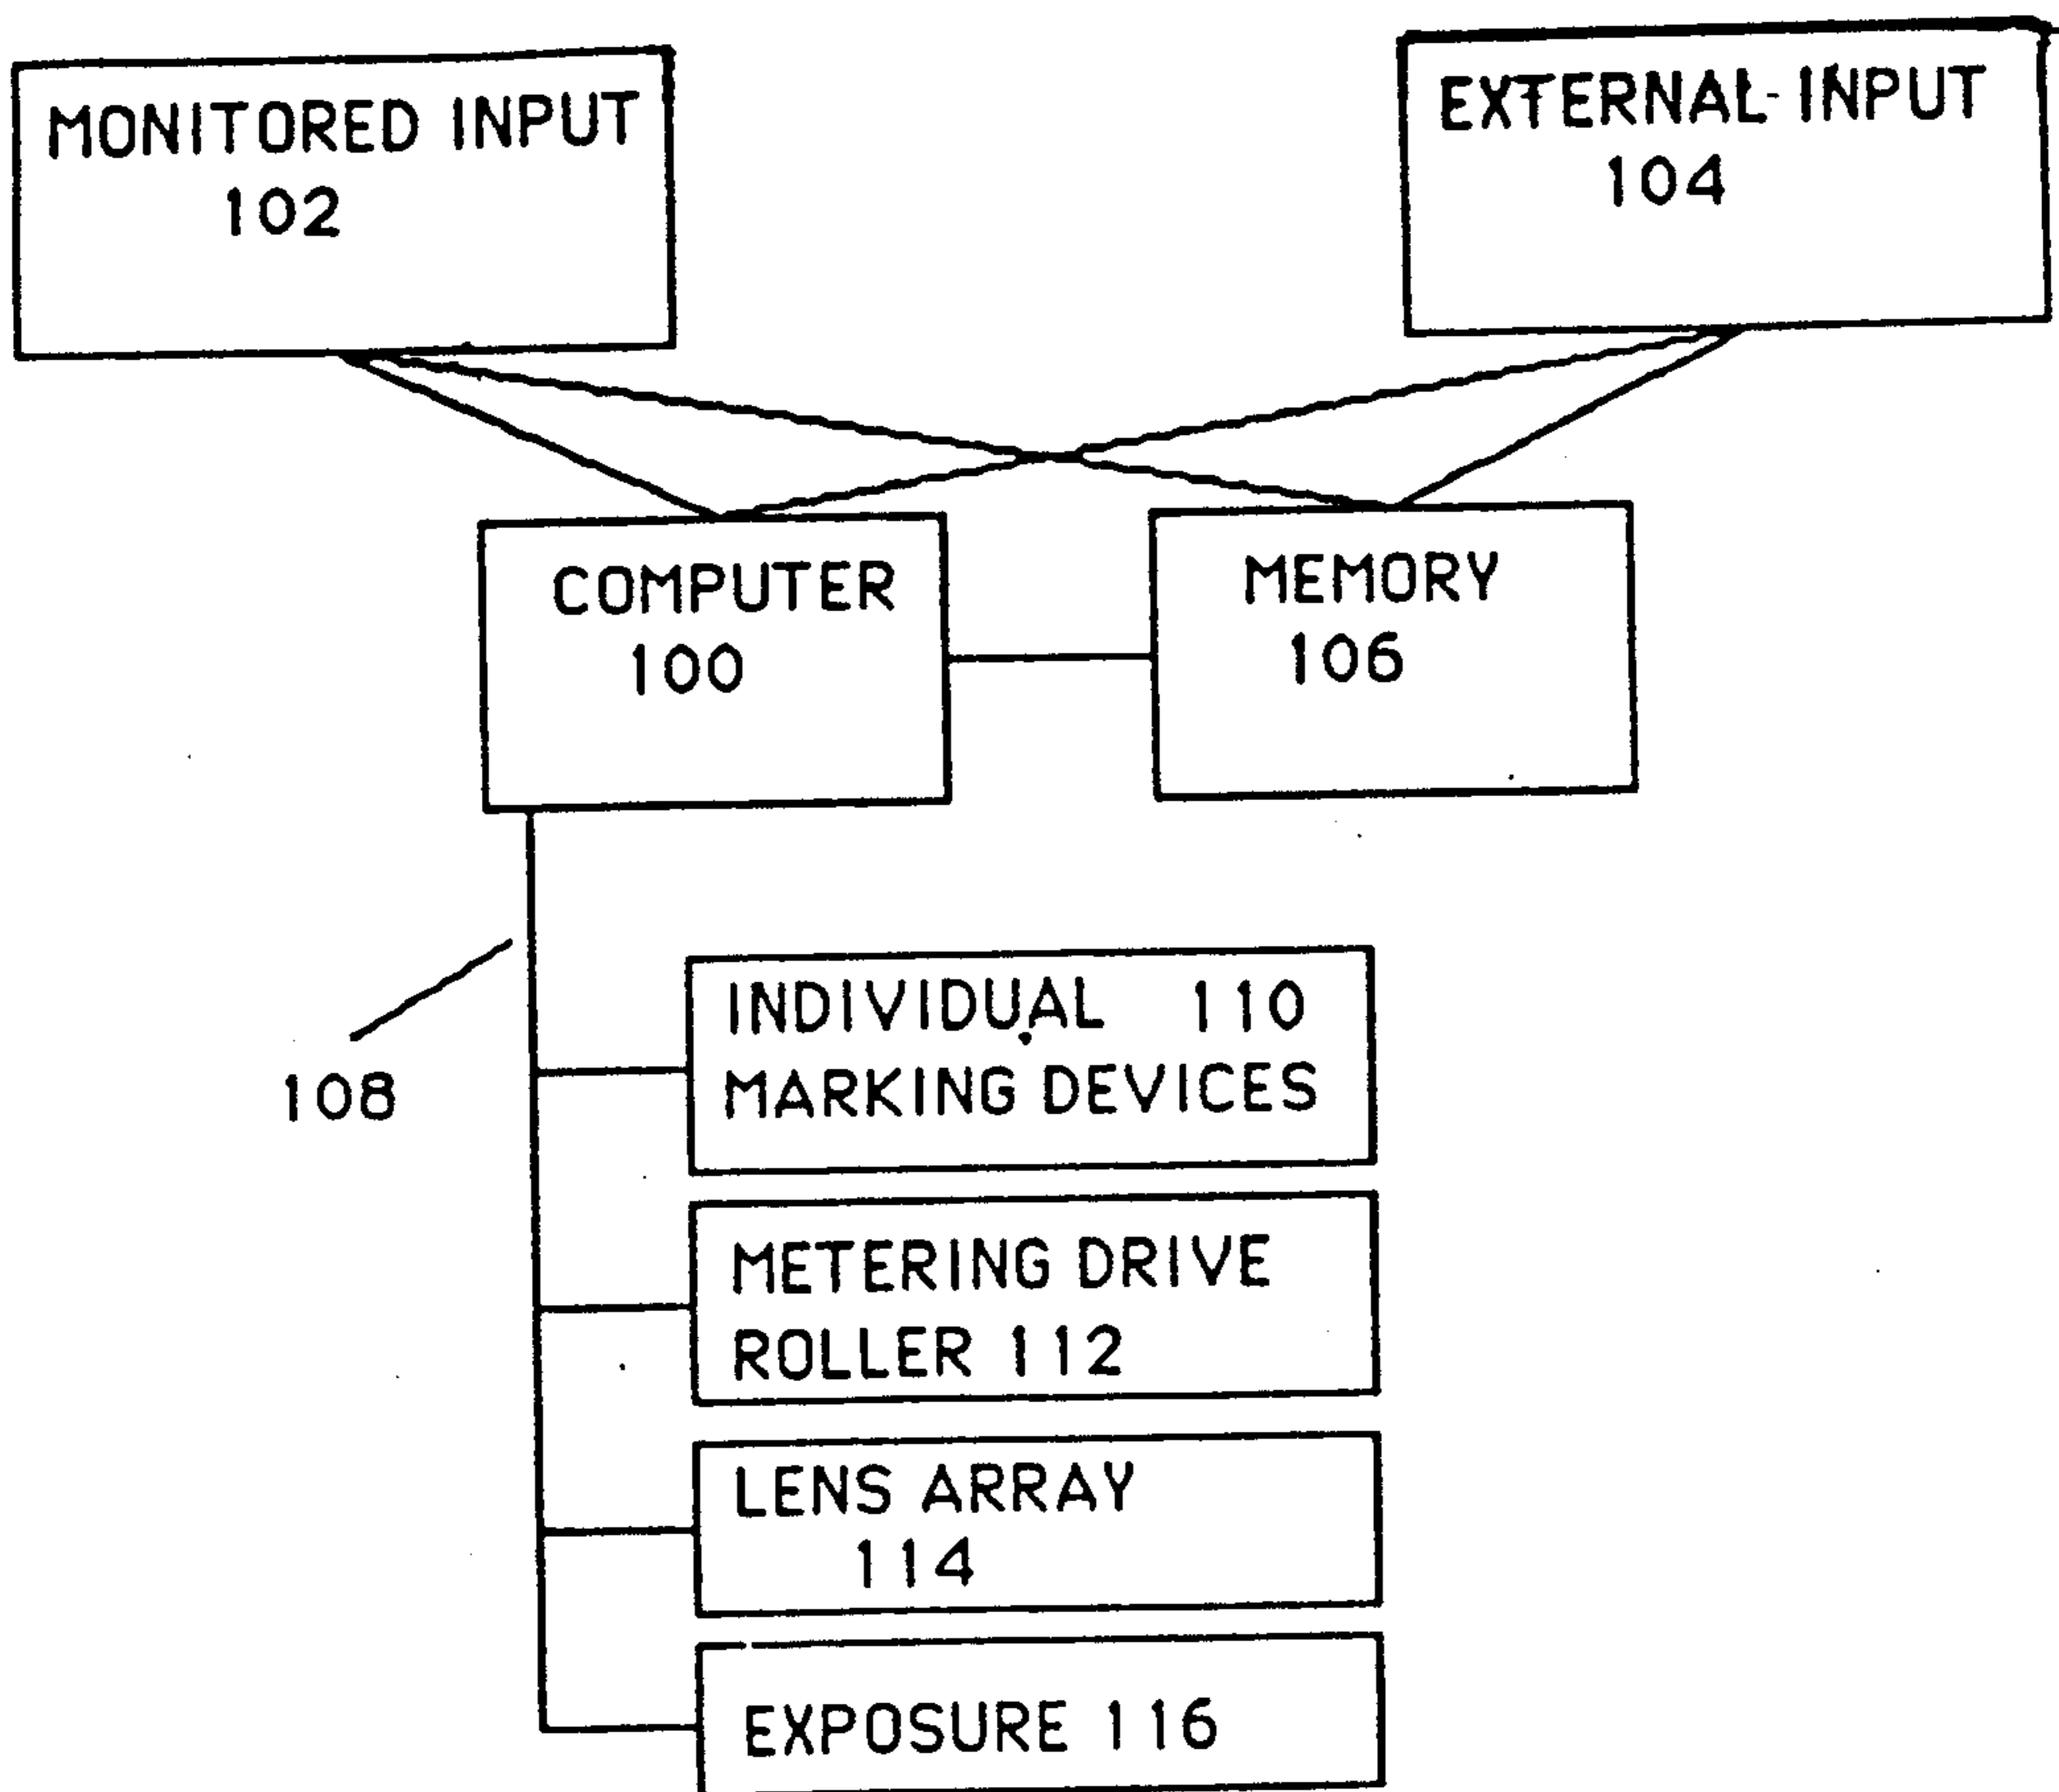 MONITORED INPUT
102
EXTERNAL-INPUT
104
COMPUTER
100
MEMORY
106
108
INDIVIDUAL 110
MARKING DEVICES
METERING DRIVE
ROLLER 112
LENS ARRAY
114
EXPOSURE 116